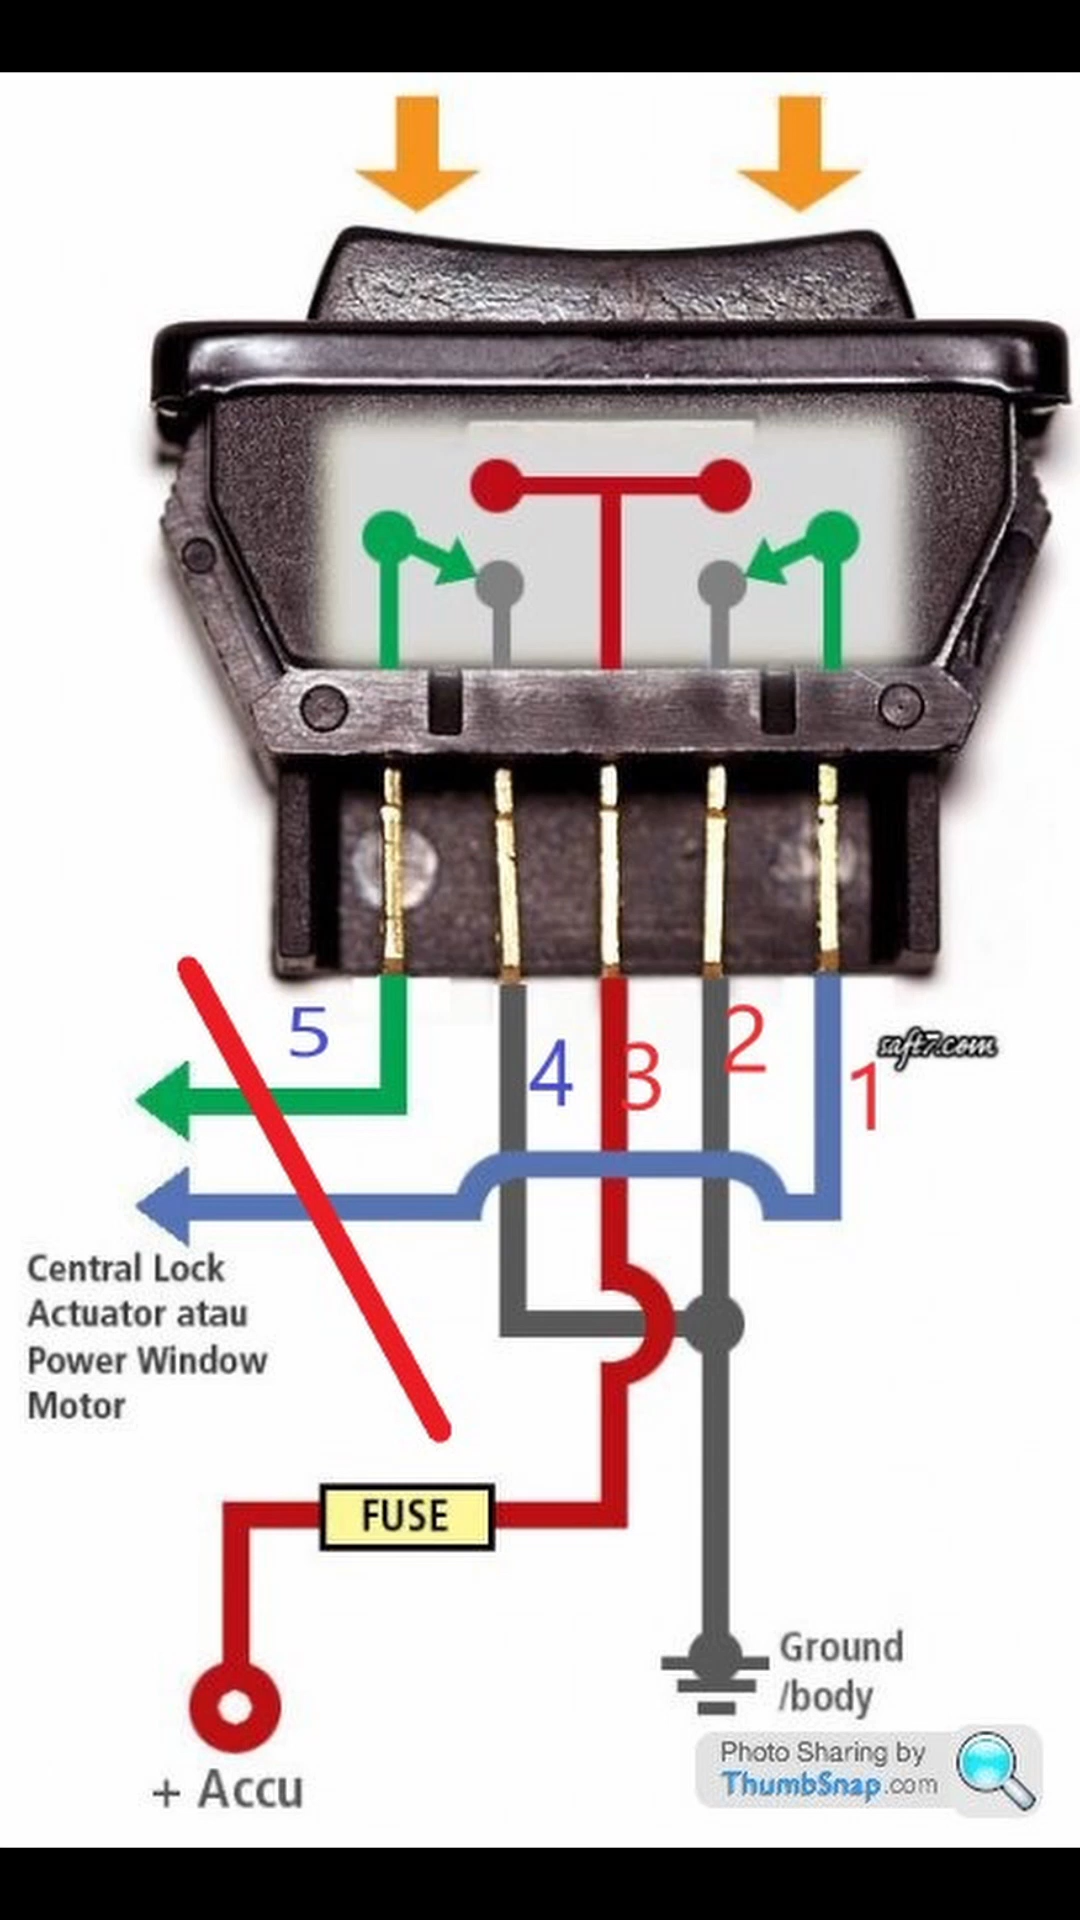 5
4
3
2
1
saft7.com
Central Lock
Actuator atau
Power Window
Motor
FUSE
+ Accu
Ground
/body
Photo Sharing by
ThumbSnap.com